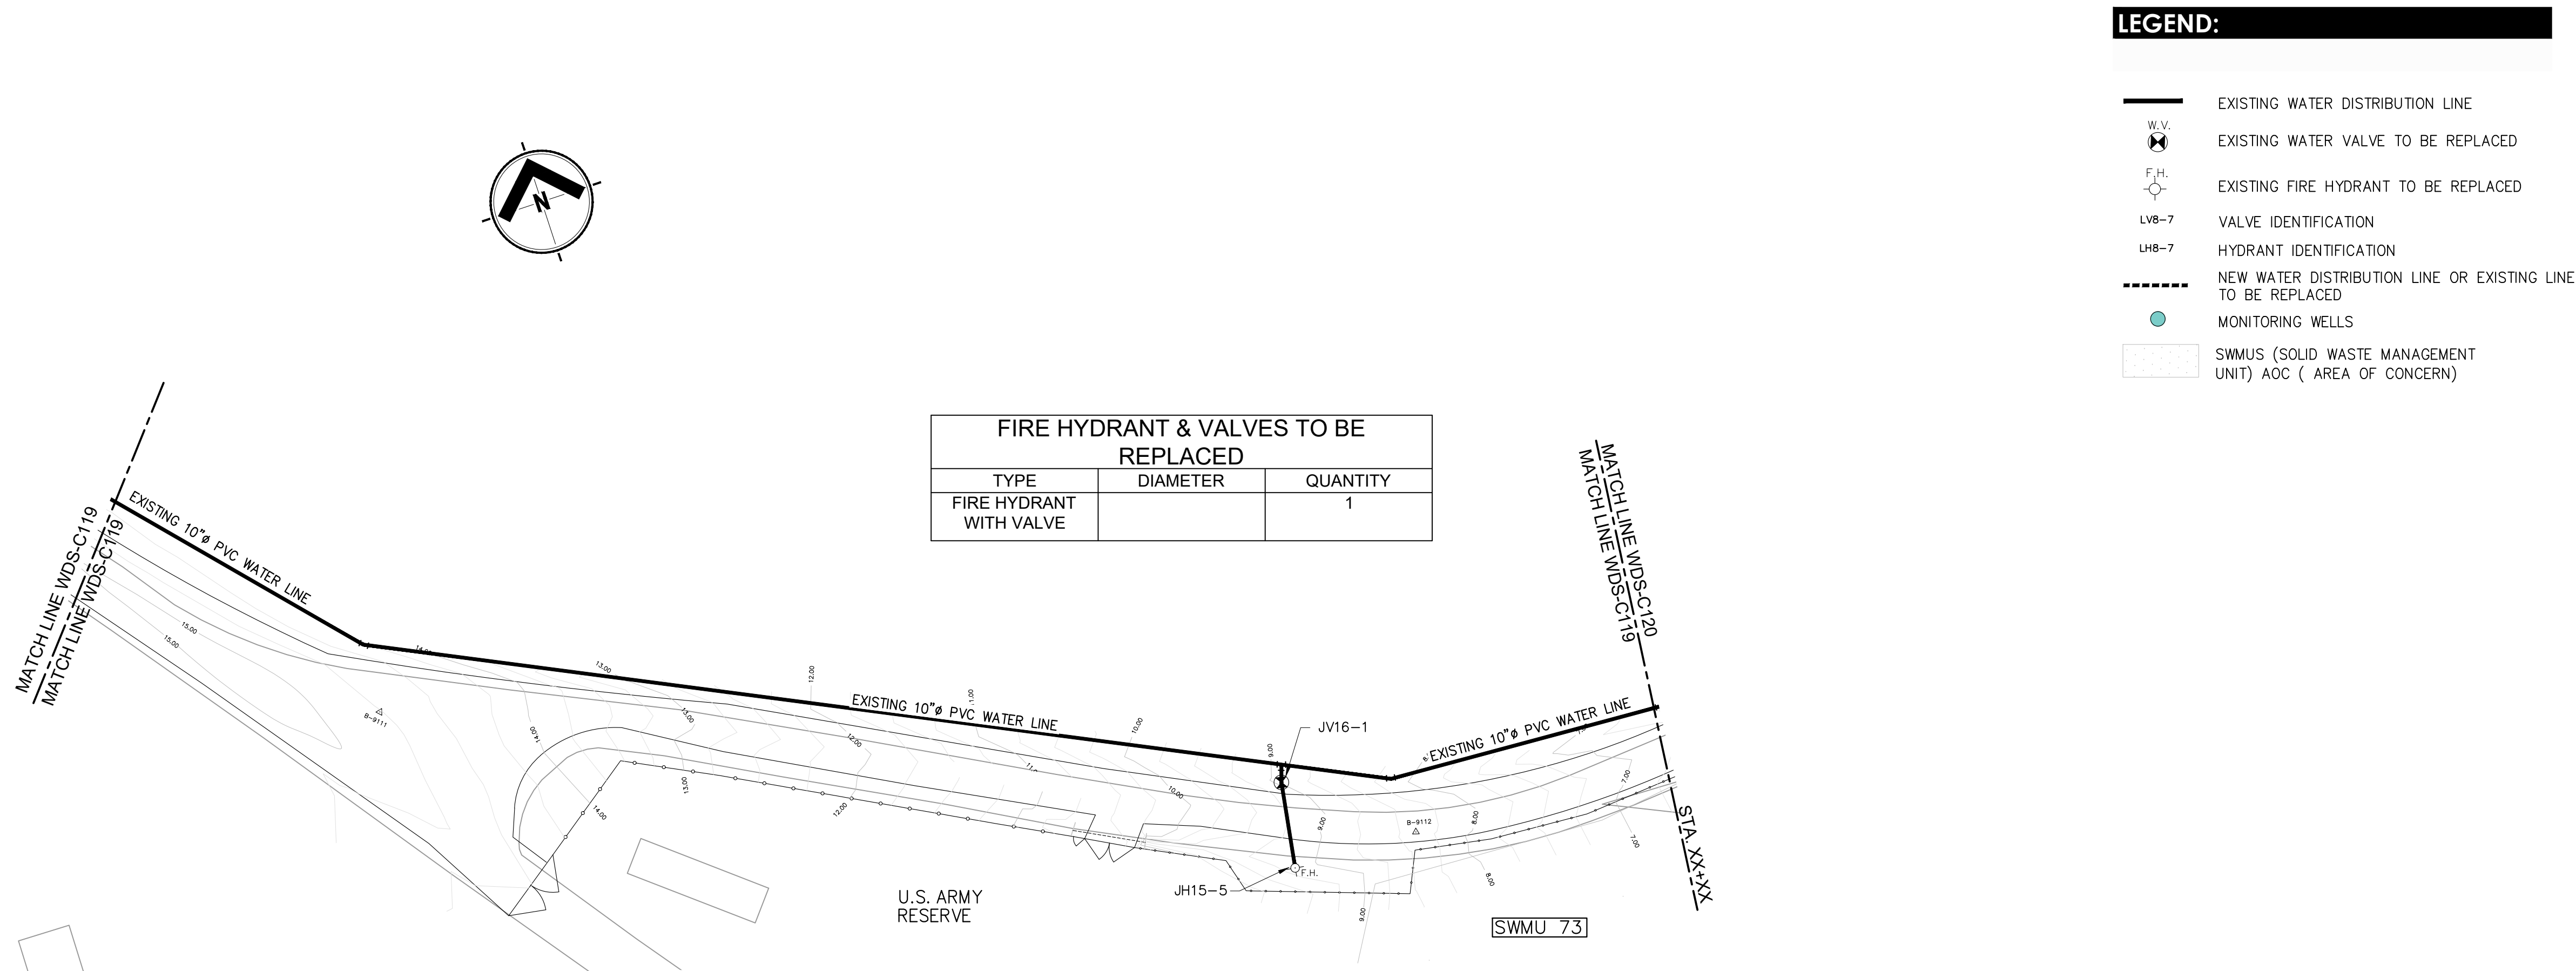 LEGEND:
EXISTING WATER DISTRIBUTION LINE
W.V.
EXISTING WATER VALVE TO BE REPLACED
F.H.
EXISTING FIRE HYDRANT TO BE REPLACED
LV8-7
VALVE IDENTIFICATION
LH8-7
HYDRANT IDENTIFICATION
NEW WATER DISTRIBUTION LINE OR EXISTING LINE
TO BE REPLACED
MONITORING WELLS
SWMUS (SOLID WASTE MANAGEMENT
UNIT) AOC ( AREA OF CONCERN)
N
FIRE HYDRANT & VALVES TO BE
REPLACED
TYPE DIAMETER QUANTITY
FIRE HYDRANT 1
WITH VALVE
MATCH LINE WDS-C119
MATCH LINE WDS-C119
EXISTING 10"ø PVC WATER LINE
15.00
15.00
B-9111
13.00
12.00
11.00
10.00
9.00
EXISTING 10"ø PVC WATER LINE
14.00
13.00
12.00
10.00
14.00
13.00
12.00
JV16-1
EXISTING 10"ø PVC WATER LINE
MATCH LINE WDS-C120
MATCH LINE WDS-C119
7.00
9.00
B-9112
8.00
7.00
8.00
9.00
F.H.
JH15-5
U.S. ARMY
RESERVE
SWMU 73
STA. XX+XX